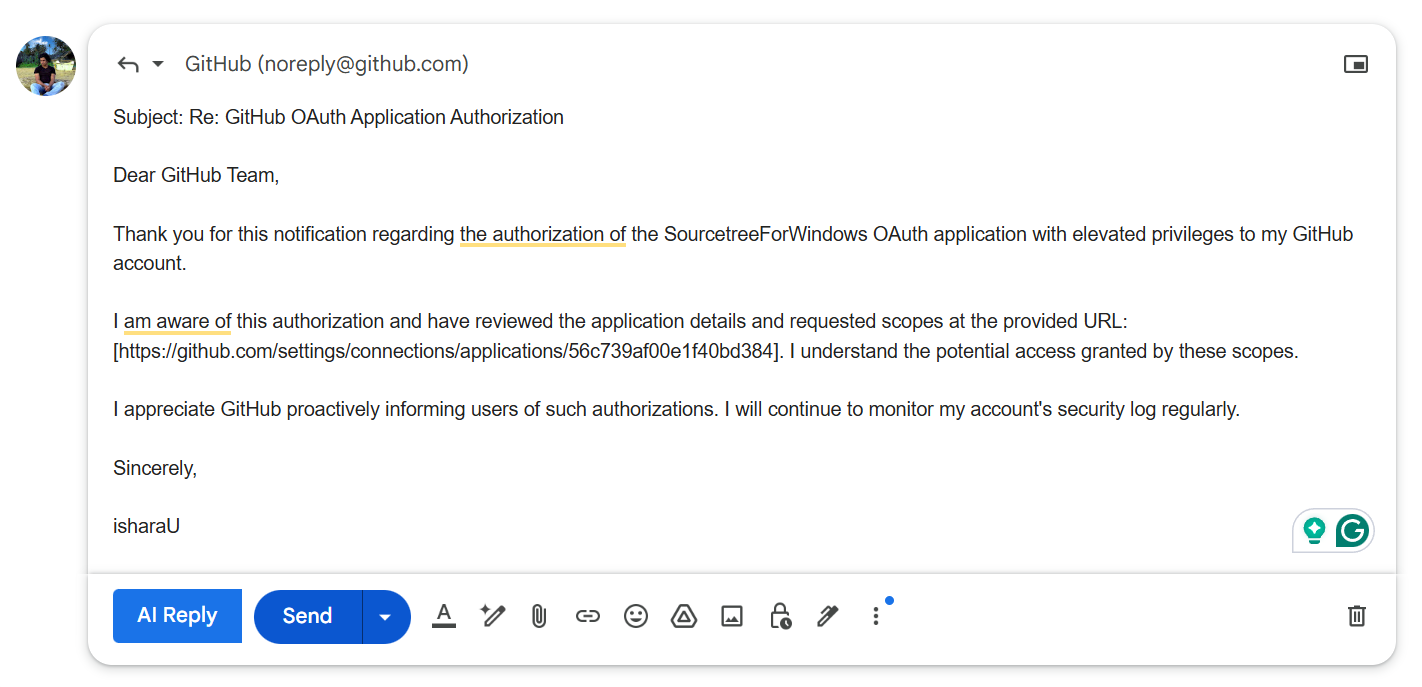 GitHub (noreply@github.com)
Subject: Re: GitHub OAuth Application Authorization
Dear GitHub Team,
Thank you for this notification regarding the authorization of the SourcetreeForWindows OAuth application with elevated privileges to my GitHub
account.
I am aware of this authorization and have reviewed the application details and requested scopes at the provided URL:
[https://github.com/settings/connections/applications/56c739af00e1f40bd384]. I understand the potential access granted by these scopes.
I appreciate GitHub proactively informing users of such authorizations. I will continue to monitor my account's security log regularly.
Sincerely,
isharaU
AI Reply
Send